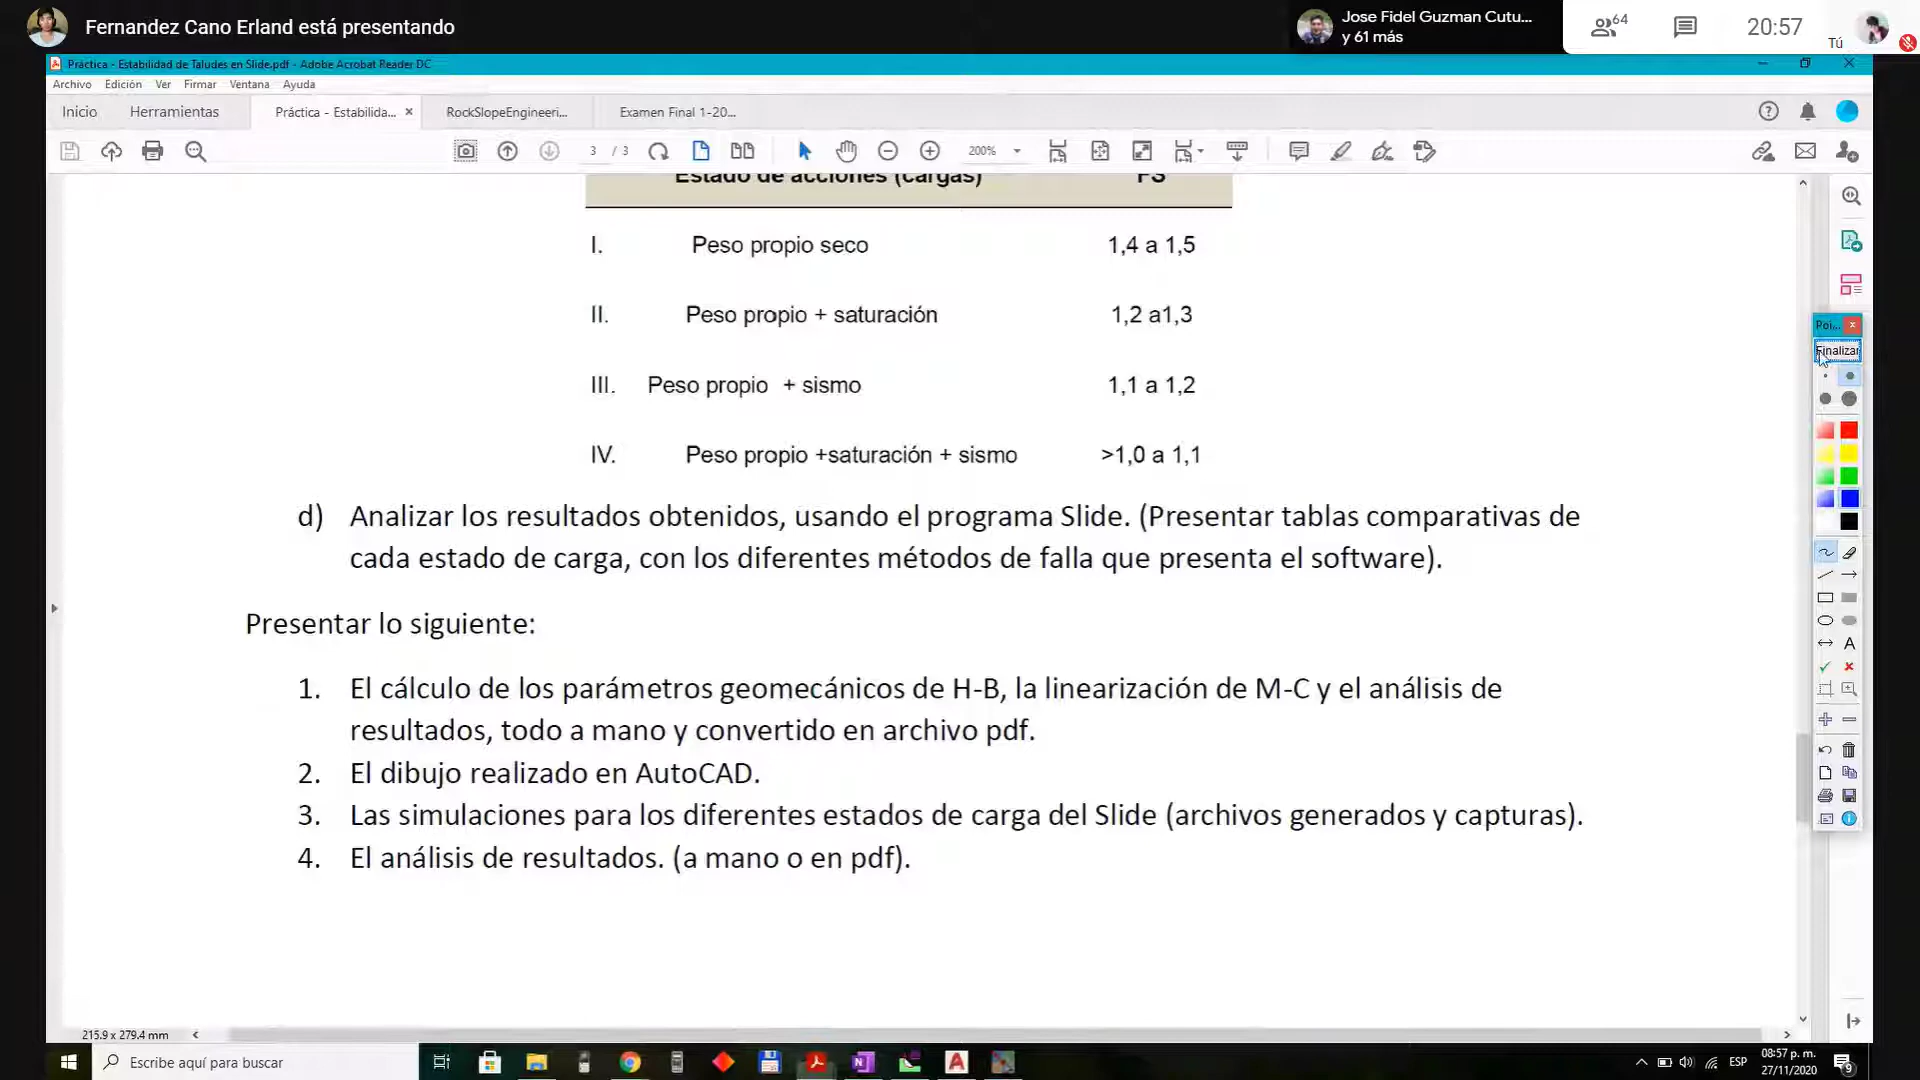 Fernandez Cano Erland está presentando
Jose Fidel Guzman Cutu...
y 61 más
64
20:57
Tú
Práctica - Estabilidad de Taludes en Slide.pdf - Adobe Acrobat Reader DC
Archivo Edición Ver Firmar Ventana Ayuda
Inicio Herramientas Práctica - Estabilida... × RockSlopeEngineeri... Examen Final 1-20...
3 / 3 200%
Estado de acciones (cargas) FS
I. Peso propio seco 1,4 a 1,5
II. Peso propio + saturación 1,2 a1,3
III. Peso propio + sismo 1,1 a 1,2
IV. Peso propio +saturación + sismo >1,0 a 1,1
d) Analizar los resultados obtenidos, usando el programa Slide. (Presentar tablas comparativas de
cada estado de carga, con los diferentes métodos de falla que presenta el software).
Presentar lo siguiente:
1. El cálculo de los parámetros geomecánicos de H-B, la linearización de M-C y el análisis de
resultados, todo a mano y convertido en archivo pdf.
2. El dibujo realizado en AutoCAD.
3. Las simulaciones para los diferentes estados de carga del Slide (archivos generados y capturas).
4. El análisis de resultados. (a mano o en pdf).
Poi...
Finalizar
A
215.9 x 279.4 mm
Escribe aquí para buscar
ESP
08:57 p. m.
27/11/2020
9